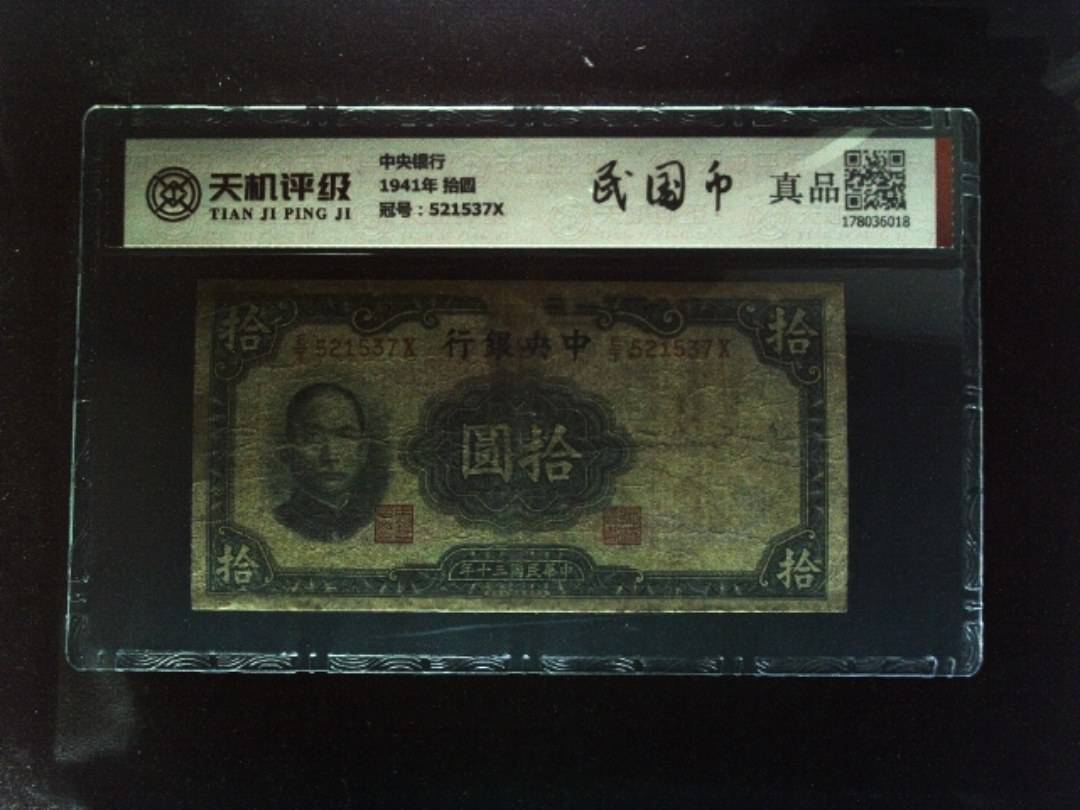 天机评级
TIAN JI PING JI
中央银行
1941年 拾圆
冠号：521537X
民国币
真品
178036018
拾
拾
521537X
行銀央中
521537X
圓拾
拾
年十三國民華中
拾